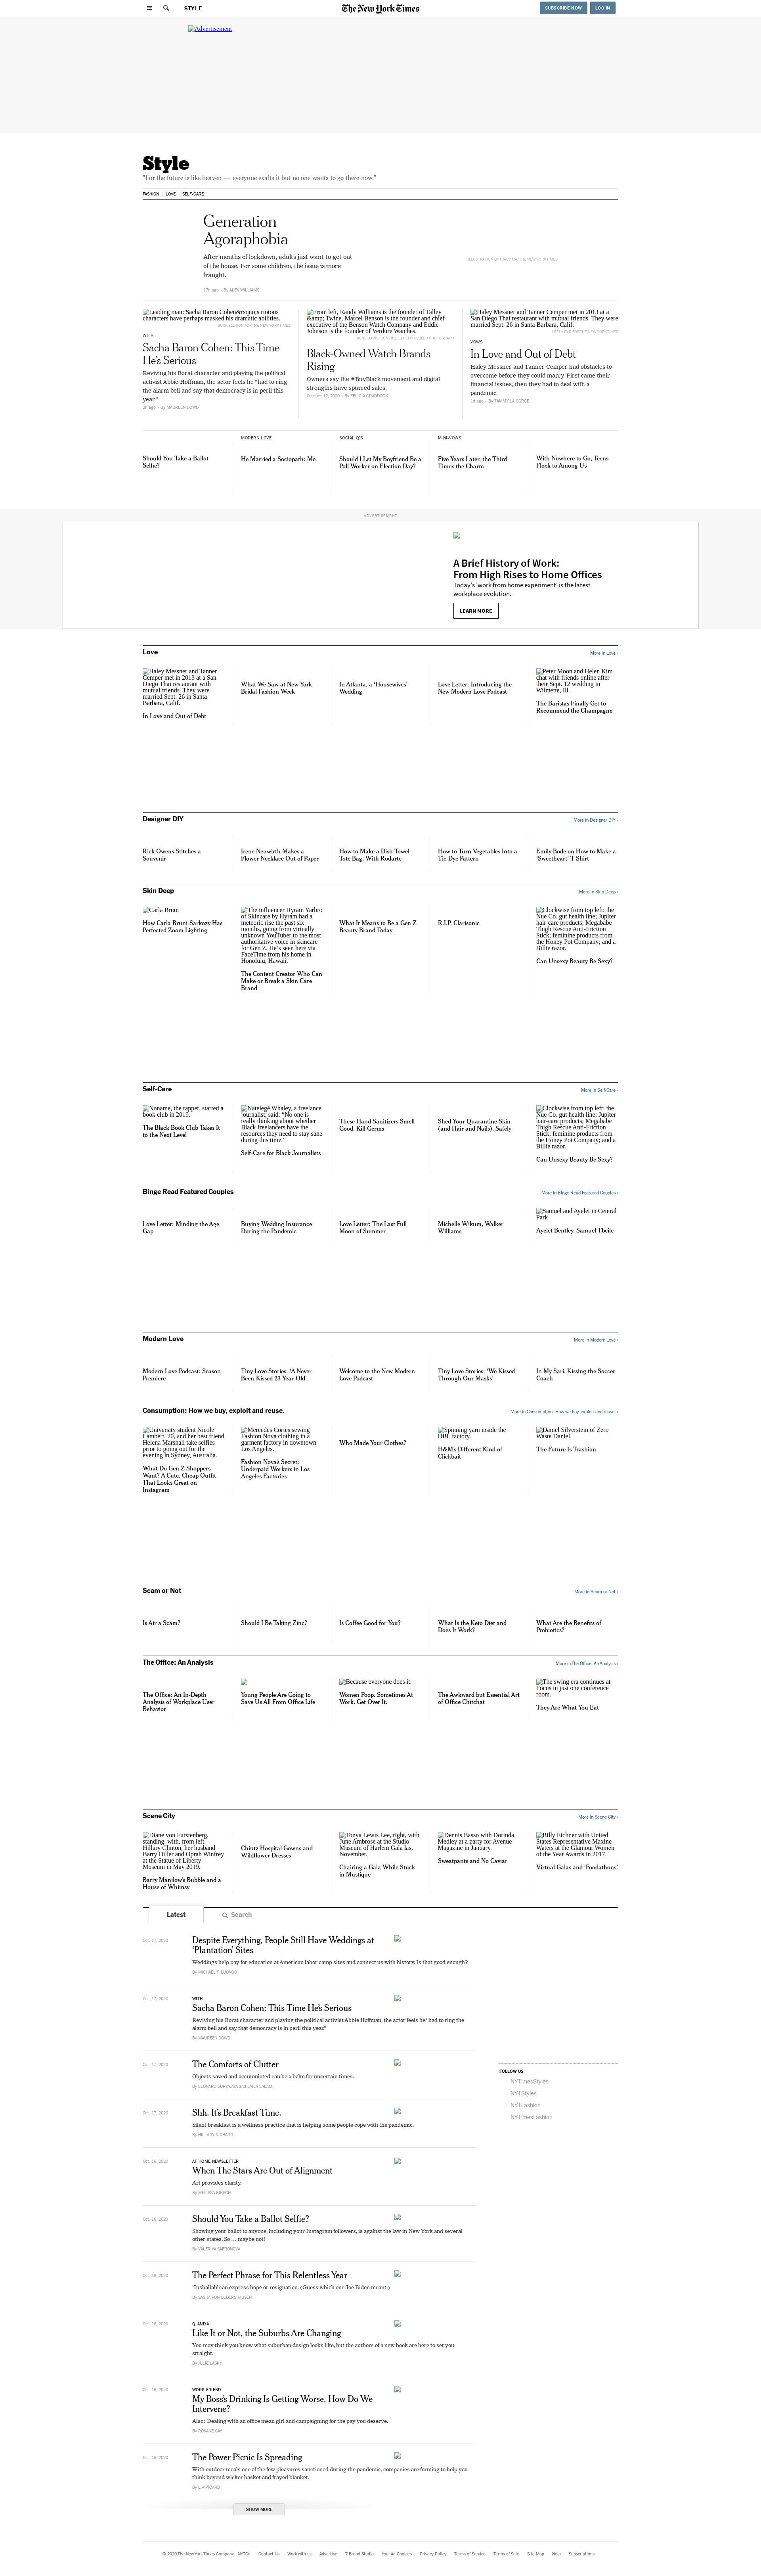 STYLE
The New York Times
SUBSCRIBE NOW
LOG IN
Advertisement
Style
"For the future is like heaven — everyone exalts it but no one wants to go there now."
FASHION
LOVE
SELF-CARE
Generation
Agoraphobia
After months of lockdown, adults just want to get out
of the house. For some children, the issue is more
fraught.
17h ago · By ALEX WILLIAMS
Leading man: Sacha Baron Cohen&rsquo;s riotous
characters have perhaps masked his dramatic abilities.
WITH ...
Sacha Baron Cohen: This Time
He's Serious
Reviving his Borat character and playing the political
activist Abbie Hoffman, the actor feels he "had to ring
the alarm bell and say that democracy is in peril this
year."
2h ago · By MAUREEN DOWD
From left, Randy Williams is the founder of Talley
&amp; Twine, Marcel Benson is the founder and chief
executive of the Benson Watch Company and Eddie
Johnson is the founder of Verdure Watches.
Black-Owned Watch Brands
Rising
Owners say the #BuyBlack movement and digital
strengths have spurred sales.
October 12, 2020 · By FELICIA CRADDOCK
Haley Messner and Tanner Cemper met in 2013 at a
San Diego Thai restaurant with mutual friends. They were
married Sept. 26 in Santa Barbara, Calif.
VOWS
In Love and Out of Debt
Haley Messner and Tanner Cemper had obstacles to
overcome before they could marry. First came their
financial issues, then they had to deal with a
pandemic.
1d ago · By TAMMY LA GORCE
Should You Take a Ballot
Selfie?
MODERN LOVE
He Married a Sociopath: Me
SOCIAL Q'S
Should I Let My Boyfriend Be a
Poll Worker on Election Day?
MINI-VOWS
Five Years Later, the Third
Time's the Charm
With Nowhere to Go, Teens
Flock to Among Us
ADVERTISEMENT
A Brief History of Work:
From High Rises to Home Offices
Today's 'work from home experiment' is the latest
workplace evolution.
LEARN MORE
Love
More in Love ›
Haley Messner and Tanner
Cemper met in 2013 at a San
Diego Thai restaurant with
mutual friends. They were
married Sept. 26 in Santa
Barbara, Calif.
In Love and Out of Debt
What We Saw at New York
Bridal Fashion Week
In Atlanta, a 'Housewives'
Wedding
Love Letter: Introducing the
New Modern Love Podcast
Peter Moon and Helen Kim
chat with friends online after
their Sept. 12 wedding in
Wilmette, Ill.
The Baristas Finally Get to
Recommend the Champagne
Designer DIY
More in Designer DIY ›
Rick Owens Stitches a
Souvenir
Irene Neuwirth Makes a
Flower Necklace Out of Paper
How to Make a Dish Towel
Tote Bag, With Rodarte
How to Turn Vegetables Into a
Tie-Dye Pattern
Emily Bode on How to Make a
'Sweetheart' T-Shirt
Skin Deep
More in Skin Deep ›
Carla Bruni
How Carla Bruni-Sarkozy Has
Perfected Zoom Lighting
The influencer Hyram Yarbro
of Skincare by Hyram had a
meteoric rise the past six
months, going from virtually
unknown YouTuber to the most
authoritative voice in skincare
for Gen Z. He's seen here via
FaceTime from his home in
Honolulu, Hawaii.
The Content Creator Who Can
Make or Break a Skin Care
Brand
What It Means to Be a Gen Z
Beauty Brand Today
R.I.P. Clarisonic
Clockwise from top left: the
Nue Co. gut health line; Jupiter
hair-care products; Megababe
Thigh Rescue Anti-Friction
Stick; feminine products from
the Honey Pot Company; and a
Billie razor.
Can Unsexy Beauty Be Sexy?
Self-Care
More in Self-Care ›
Noname, the rapper, started a
book club in 2019.
The Black Book Club Takes It
to the Next Level
Natelegé Whaley, a freelance
journalist, said: "No one is
really thinking about whether
Black freelancers have the
resources they need to stay sane
during this time."
Self-Care for Black Journalists
These Hand Sanitizers Smell
Good, Kill Germs
Shed Your Quarantine Skin
(and Hair and Nails), Safely
Clockwise from top left: the
Nue Co. gut health line; Jupiter
hair-care products; Megababe
Thigh Rescue Anti-Friction
Stick; feminine products from
the Honey Pot Company; and a
Billie razor.
Can Unsexy Beauty Be Sexy?
Binge Read Featured Couples
More in Binge Read Featured Couples ›
Love Letter: Minding the Age
Gap
Buying Wedding Insurance
During the Pandemic
Love Letter: The Last Full
Moon of Summer
Michelle Wikum, Walker
Williams
Samuel and Ayelet in Central
Park
Ayelet Bentley, Samuel Tbeile
Modern Love
More in Modern Love ›
Modern Love Podcast: Season
Premiere
Tiny Love Stories: 'A Never-
Been-Kissed 23-Year-Old'
Welcome to the New Modern
Love Podcast
Tiny Love Stories: 'We Kissed
Through Our Masks'
In My Sari, Kissing the Soccer
Coach
Consumption: How we buy, exploit and reuse.
More in Consumption: How we buy, exploit and reuse. ›
University student Nicole
Lambert, 20, and her best friend
Helena Marshall take selfies
prior to going out for the
evening in Sydney, Australia.
What Do Gen Z Shoppers
Want? A Cute, Cheap Outfit
That Looks Great on
Instagram
Mercedes Cortes sewing
Fashion Nova clothing in a
garment factory in downtown
Los Angeles.
Fashion Nova's Secret:
Underpaid Workers in Los
Angeles Factories
Who Made Your Clothes?
Spinning yarn inside the
DBL factory.
H&M's Different Kind of
Clickbait
Daniel Silverstein of Zero
Waste Daniel.
The Future Is Trashion
Scam or Not
More in Scam or Not ›
Is Air a Scam?
Should I Be Taking Zinc?
Is Coffee Good for You?
What Is the Keto Diet and
Does It Work?
What Are the Benefits of
Probiotics?
The Office: An Analysis
More in The Office: An Analysis ›
The Office: An In-Depth
Analysis of Workplace User
Behavior
Young People Are Going to
Save Us All From Office Life
Because everyone does it.
Women Poop. Sometimes At
Work. Get Over It.
The Awkward but Essential Art
of Office Chitchat
The swing era continues at
Focus in just one conference
room.
They Are What You Eat
Scene City
More in Scene City ›
Diane von Furstenberg,
standing, with, from left,
Hillary Clinton, her husband
Barry Diller and Oprah Winfrey
at the Statue of Liberty
Museum in May 2019.
Barry Manilow's Bubble and a
House of Whimsy
Chintz Hospital Gowns and
Wildflower Dresses
Tonya Lewis Lee, right, with
June Ambrose at the Studio
Museum of Harlem Gala last
November.
Chairing a Gala While Stuck
in Mustique
Dennis Basso with Dorinda
Medley at a party for Avenue
Magazine in January.
Sweatpants and No Caviar
Billy Eichner with United
States Representative Maxine
Waters at the Glamour Women
of the Year Awards in 2017.
Virtual Galas and 'Foodathons'
Latest
Search
Oct. 17, 2020
Despite Everything, People Still Have Weddings at
'Plantation' Sites
Weddings help pay for education at American labor camp sites and connect us with history. Is that good enough?
By MICHAEL T. LUONGO
Oct. 17, 2020
WITH ...
Sacha Baron Cohen: This Time He's Serious
Reviving his Borat character and playing the political activist Abbie Hoffman, the actor feels he "had to ring the
alarm bell and say that democracy is in peril this year."
By MAUREEN DOWD
Oct. 17, 2020
The Comforts of Clutter
Objects saved and accumulated can be a balm for uncertain times.
Oct. 17, 2020
Shh. It's Breakfast Time.
Silent breakfast is a wellness practice that is helping some people cope with the pandemic.
By HILLARY RICHARD
Oct. 16, 2020
AT HOME NEWSLETTER
When The Stars Are Out of Alignment
Art provides clarity.
By MELISSA KIRSCH
Oct. 16, 2020
Should You Take a Ballot Selfie?
Showing your ballot to anyone, including your Instagram followers, is against the law in New York and several
other states. So ... maybe not!
By VALERIYA SAFRONOVA
Oct. 16, 2020
The Perfect Phrase for This Relentless Year
'Inshallah' can express hope or resignation. (Guess which one Joe Biden meant.)
By SASHA VON OLDERSHAUSEN
Oct. 16, 2020
Q. AND A.
Like It or Not, the Suburbs Are Changing
You may think you know what suburban design looks like, but the authors of a new book are here to set you
straight.
By JULIE LASKY
Oct. 16, 2020
WORK FRIEND
My Boss's Drinking Is Getting Worse. How Do We
Intervene?
Also: Dealing with an office mean girl and campaigning for the pay you deserve.
By ROXANE GAY
Oct. 16, 2020
The Power Picnic Is Spreading
With outdoor meals one of the few pleasures sanctioned during the pandemic, companies are forming to help you
step beyond wicker basket and frayed blanket.
By LIA PICARD
SHOW MORE
FOLLOW US
NYTimesStyles
NYTStyles
NYTFashion
NYTimesFashion
© 2020 The New York Times Company
NYTCo
Contact Us
Work with us
Advertise
T Brand Studio
Your Ad Choices
Privacy Policy
Terms of Service
Terms of Sale
Site Map
Help
Subscriptions